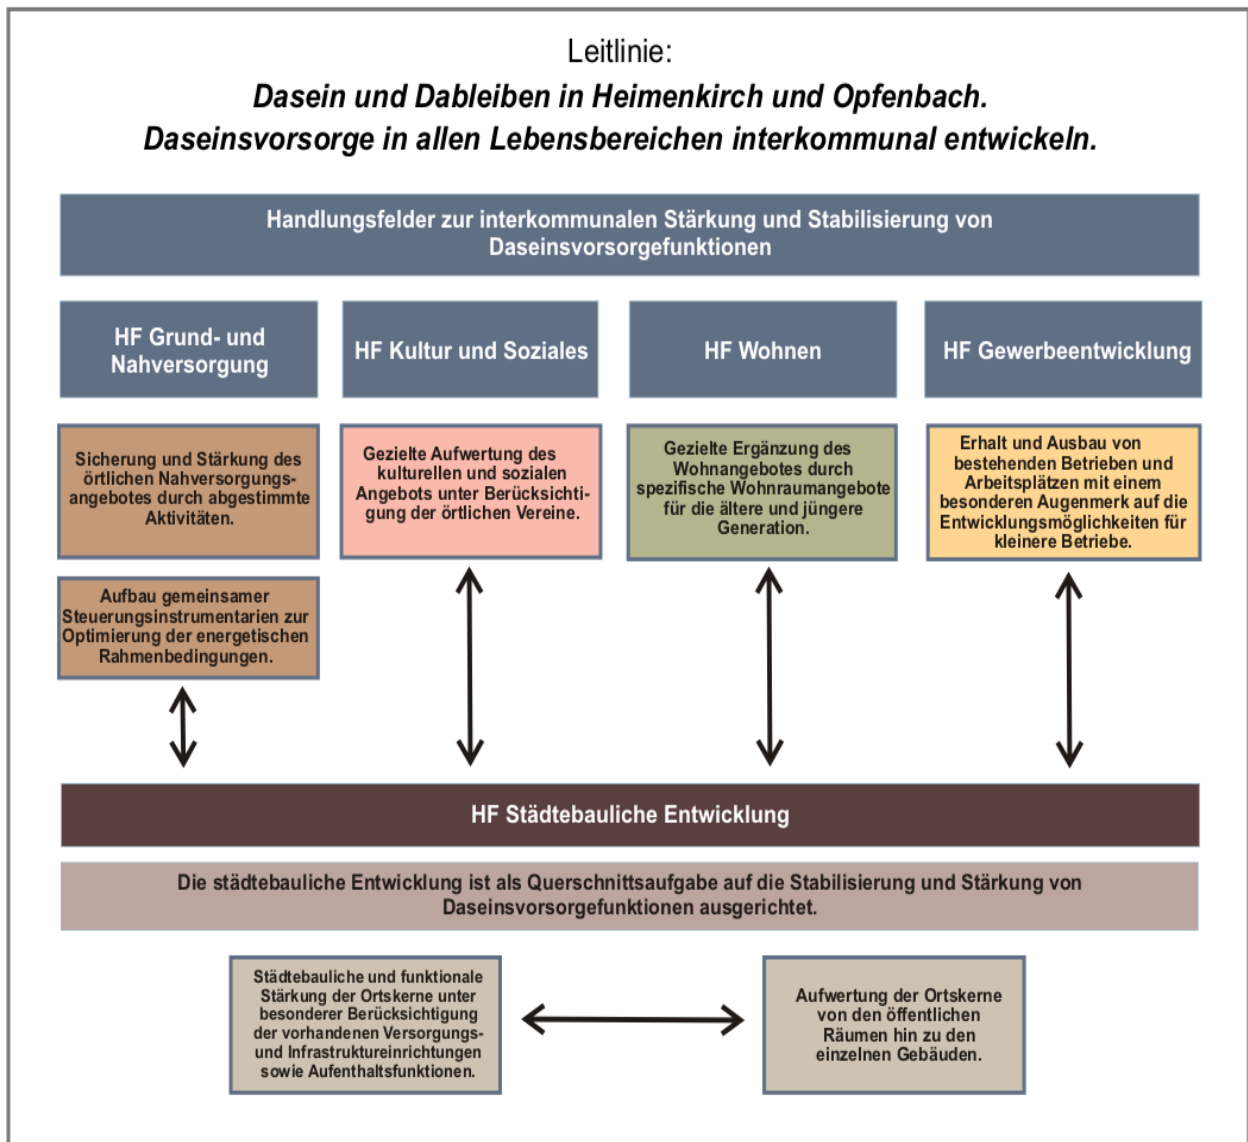 Leitlinie:
Dasein und Dableiben in Heimenkirch und Opfenbach.
Daseinsvorsorge in allen Lebensbereichen interkommunal entwickeln.
Handlungsfelder zur interkommunalen Stärkung und Stabilisierung von
Daseinsvorsorgefunktionen
HF Grund- und
Nahversorgung
HF Kultur und Soziales
HF Wohnen
HF Gewerbeentwicklung
Sicherung und Stärkung des
örtlichen Nahversorgungs-
angebotes durch abgestimmte
Aktivitäten.
Aufbau gemeinsamer
Steuerungsinstrumentarien zur
Optimierung der energetischen
Rahmenbedingungen.
Gezielte Aufwertung des
kulturellen und sozialen
Angebots unter Berücksichti-
gung der örtlichen Vereine.
Gezielte Ergänzung des
Wohnangebotes durch
spezifische Wohnraumangebote
für die ältere und jüngere
Generation.
Erhalt und Ausbau von
bestehenden Betrieben und
Arbeitsplätzen mit einem
besonderen Augenmerk auf die
Entwicklungsmöglichkeiten für
kleinere Betriebe.
HF Städtebauliche Entwicklung
Die städtebauliche Entwicklung ist als Querschnittsaufgabe auf die Stabilisierung und Stärkung von
Daseinsvorsorgefunktionen ausgerichtet.
Städtebauliche und funktionale
Stärkung der Ortskerne unter
besonderer Berücksichtigung
der vorhandenen Versorgungs-
und Infrastruktureinrichtungen
sowie Aufenthaltsfunktionen.
Aufwertung der Ortskerne
von den öffentlichen
Räumen hin zu den
einzelnen Gebäuden.